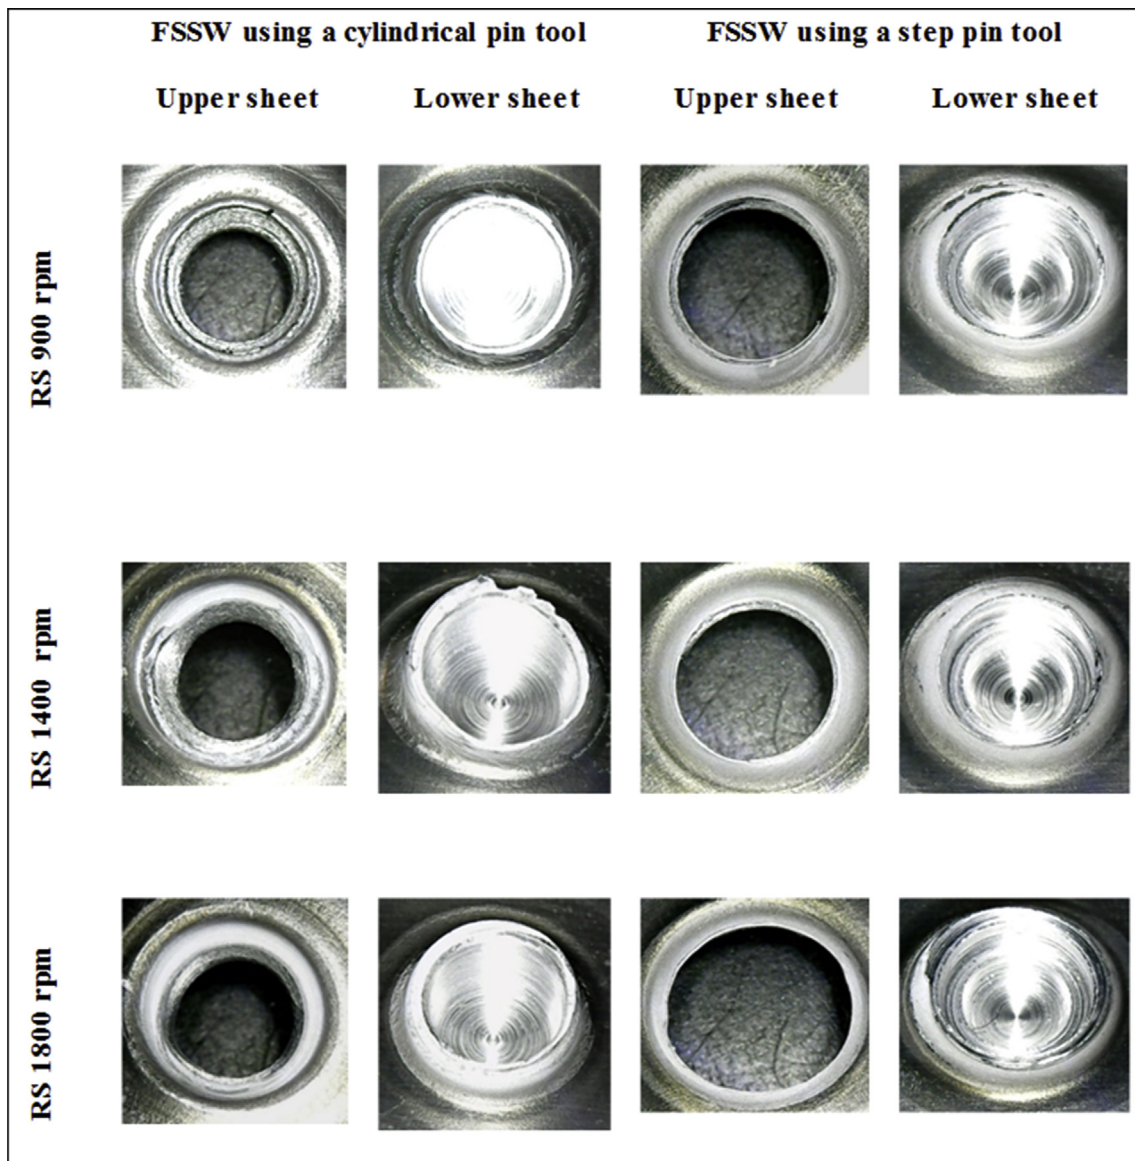 FSSW using a cylindrical pin tool
FSSW using a step pin tool
Upper sheet
Lower sheet
Upper sheet
Lower sheet
RS 900 rpm
RS 1400 rpm
RS 1800 rpm